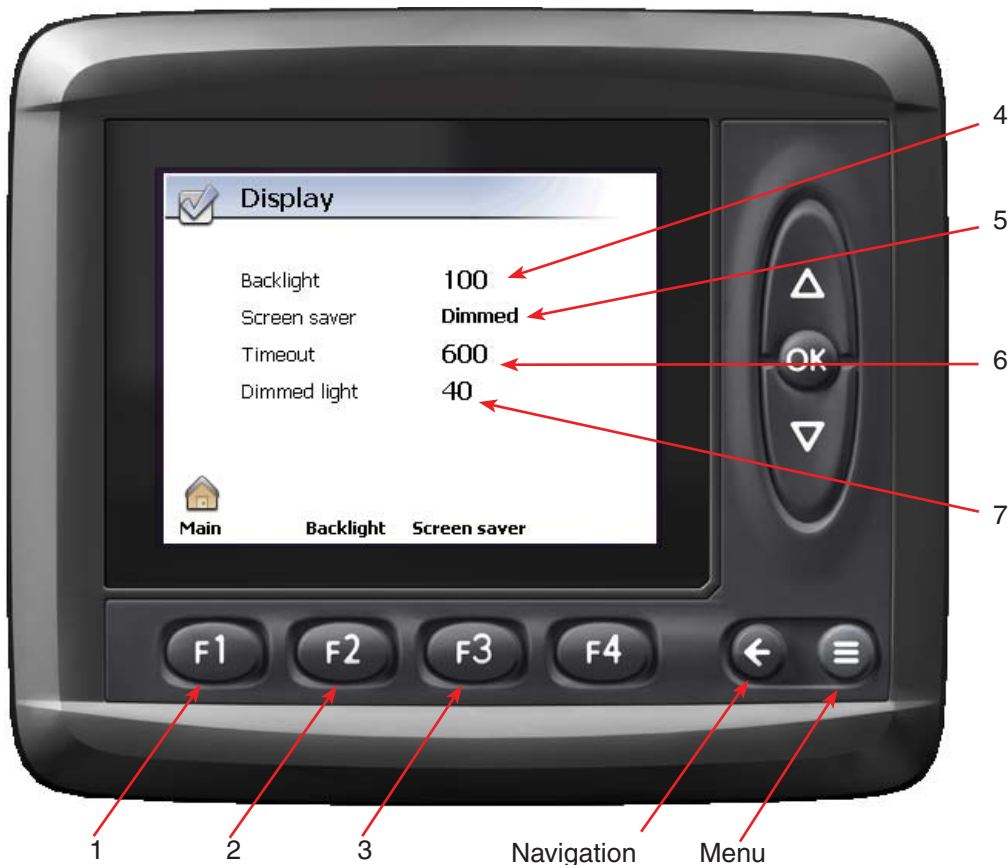 4
Display
5
Backlight 100
Screen saver Dimmed
Timeout 600
OK
6
Dimmed light 40
7
Main Backlight Screen saver
F1 F2 F3 F4
1 2 3 Navigation Menu